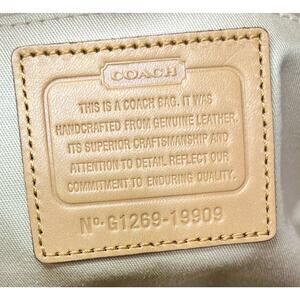 COACH
THIS IS A COACH BAG. IT WAS
HANDCRAFTED FROM GENUINE LEATHER.
ITS SUPERIOR CRAFTSMANSHIP AND
ATTENTION TO DETAIL REFLECT OUR
COMMITMENT TO ENDURING QUALITY.
Nº. G1269-19909